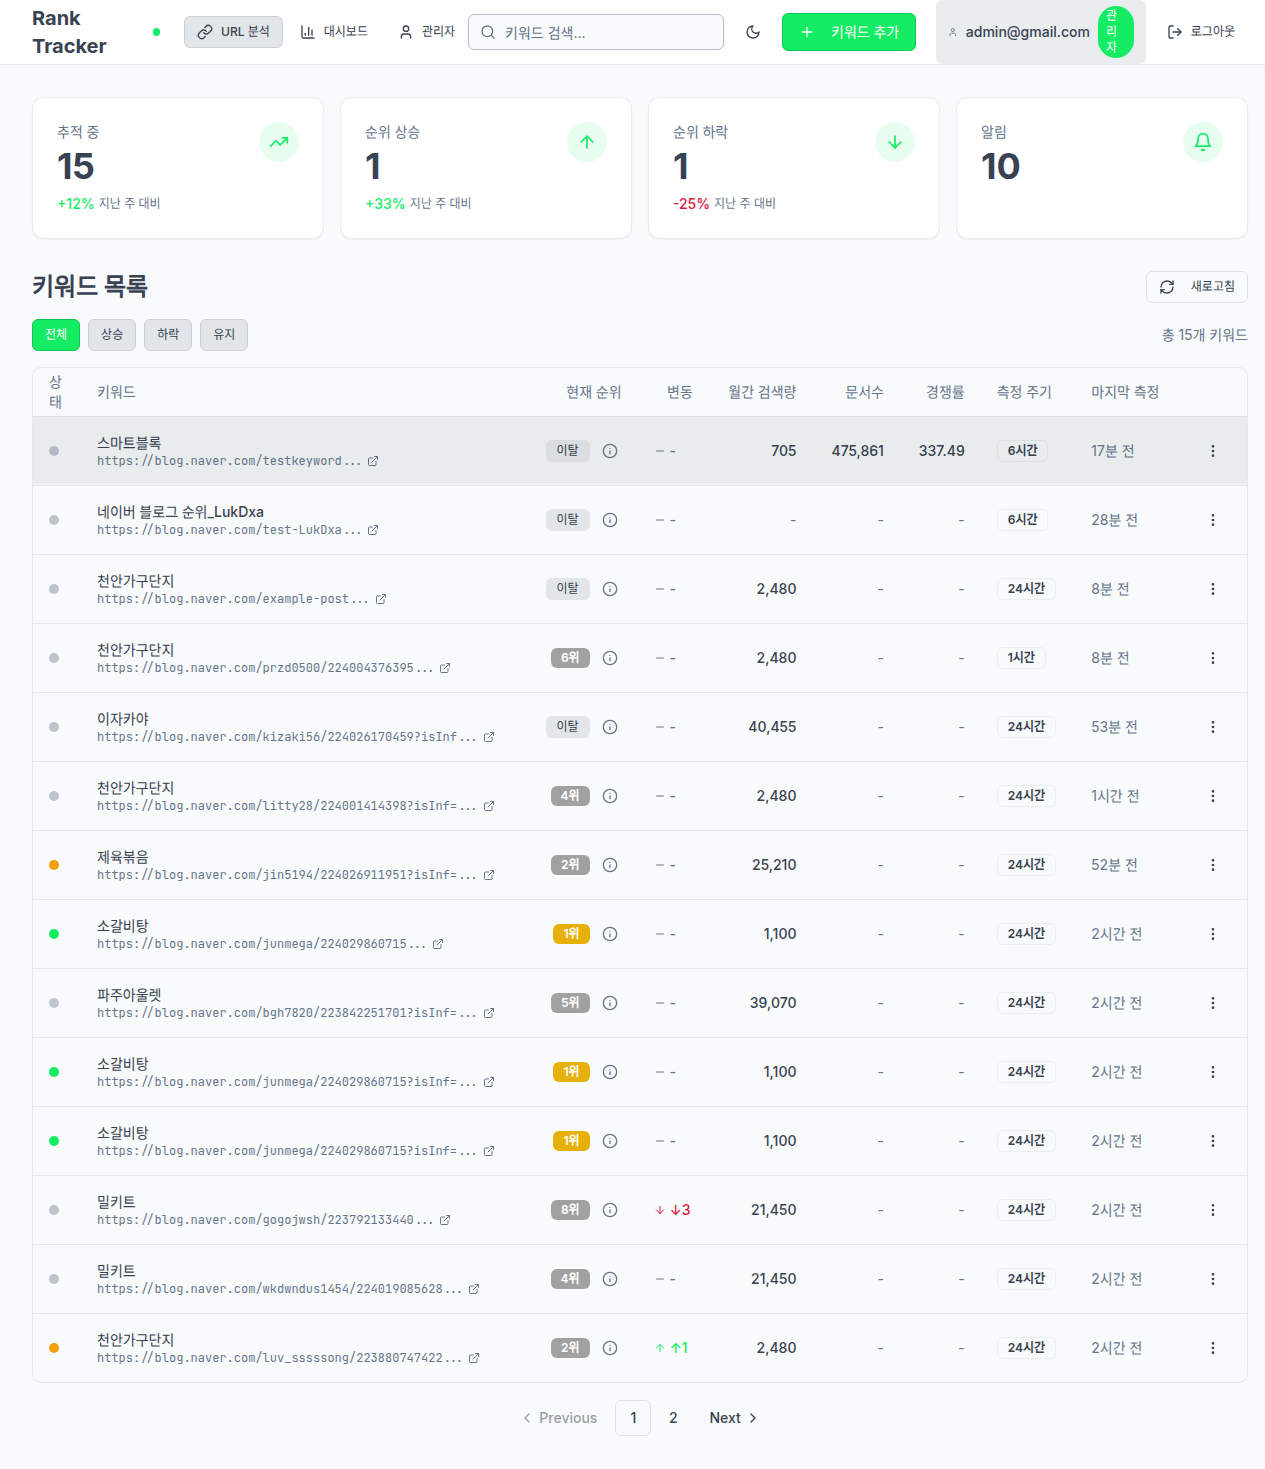 Rank
Tracker
URL 분석
대시보드
관리자
키워드 검색...
키워드 추가
admin@gmail.com
관
리
자
로그아웃
추적 중
15
+12% 지난 주 대비
순위 상승
1
+33% 지난 주 대비
순위 하락
1
-25% 지난 주 대비
알림
10
키워드 목록
새로고침
전체 상승 하락 유지
총 15개 키워드
상
태
키워드 현재 순위 변동 월간 검색량 문서수 경쟁률 측정 주기 마지막 측정
스마트블록
https://blog.naver.com/testkeyword...
이탈 - 705 475,861 337.49 6시간 17분 전
네이버 블로그 순위_LukDxa
https://blog.naver.com/test-LukDxa...
이탈 - - - - 6시간 28분 전
천안가구단지
https://blog.naver.com/example-post...
이탈 - 2,480 - - 24시간 8분 전
천안가구단지
https://blog.naver.com/przd0500/224004376395...
6위 - 2,480 - - 1시간 8분 전
이자카야
https://blog.naver.com/kizaki56/224026170459?isInf...
이탈 - 40,455 - - 24시간 53분 전
천안가구단지
https://blog.naver.com/litty28/224001414398?isInf=...
4위 - 2,480 - - 24시간 1시간 전
제육볶음
https://blog.naver.com/jin5194/224026911951?isInf=...
2위 - 25,210 - - 24시간 52분 전
소갈비탕
https://blog.naver.com/junmega/224029860715...
1위 - 1,100 - - 24시간 2시간 전
파주아울렛
https://blog.naver.com/bgh7820/223842251701?isInf=...
5위 - 39,070 - - 24시간 2시간 전
소갈비탕
https://blog.naver.com/junmega/224029860715?isInf=...
1위 - 1,100 - - 24시간 2시간 전
소갈비탕
https://blog.naver.com/junmega/224029860715?isInf=...
1위 - 1,100 - - 24시간 2시간 전
밀키트
https://blog.naver.com/gogojwsh/223792133440...
8위 ↓3 21,450 - - 24시간 2시간 전
밀키트
https://blog.naver.com/wkdwndus1454/224019085628...
4위 - 21,450 - - 24시간 2시간 전
천안가구단지
https://blog.naver.com/luv_sssssong/223880747422...
2위 ↑1 2,480 - - 24시간 2시간 전
Previous 1 2 Next